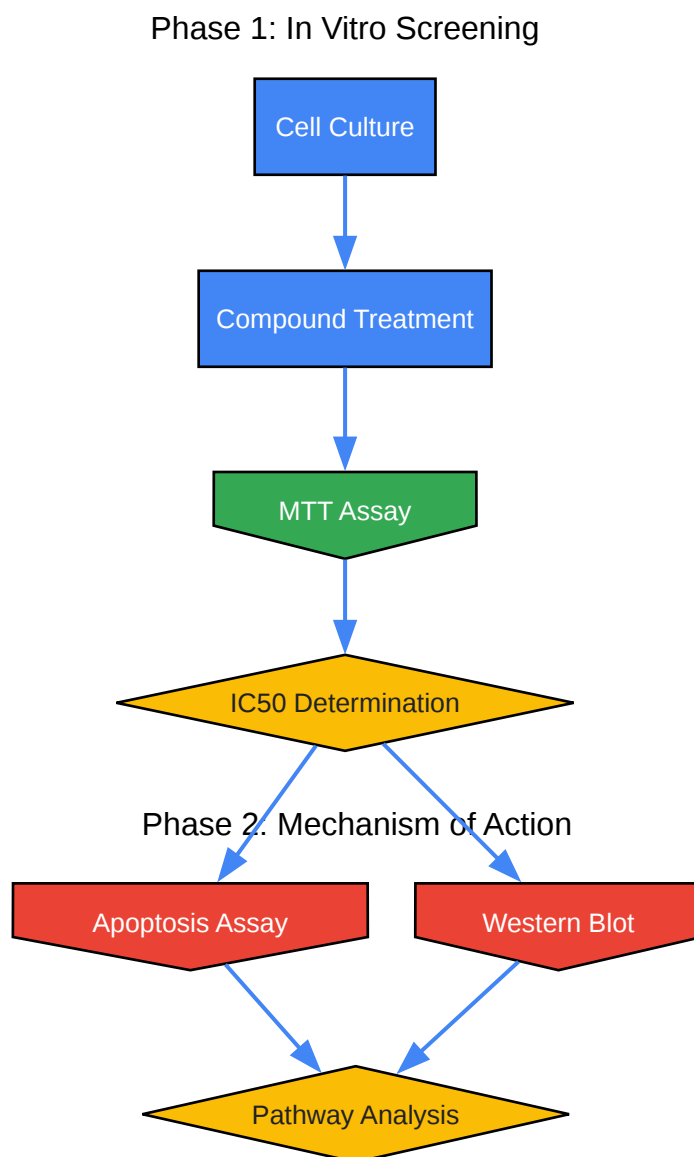 Phase 1: In Vitro Screening
Cell Culture
Compound Treatment
MTT Assay
IC50 Determination
Phase 2: Mechanism of Action
Apoptosis Assay
Western Blot
Pathway Analysis